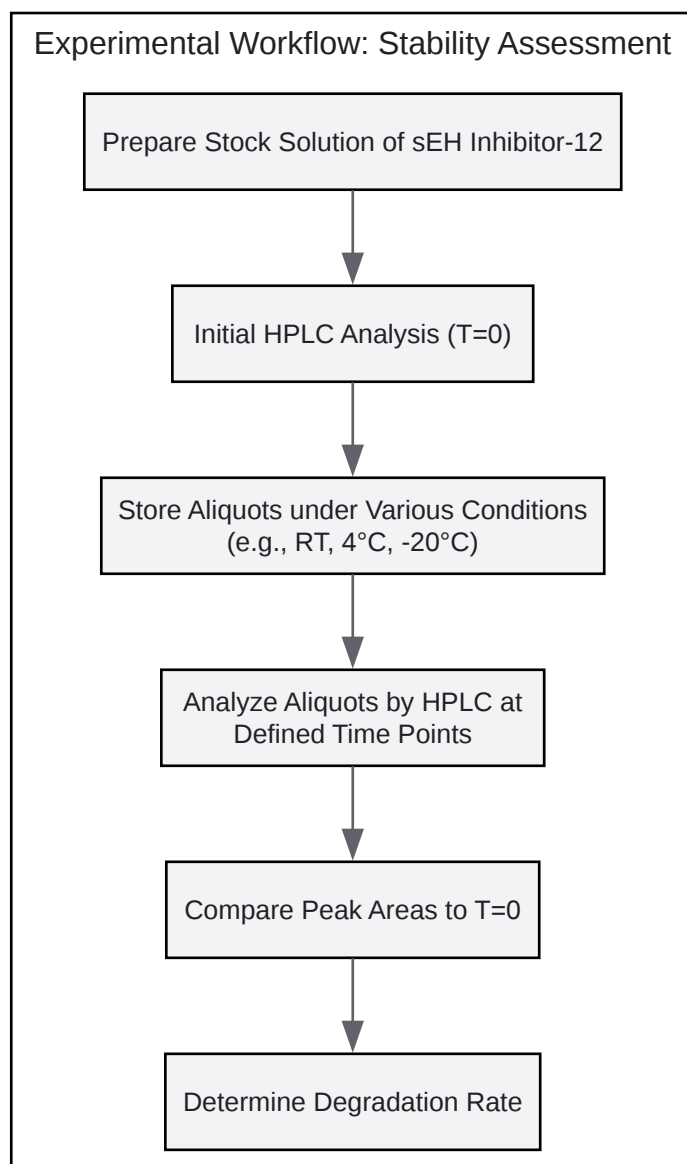 Experimental Workflow: Stability Assessment
Prepare Stock Solution of sEH Inhibitor-12
Initial HPLC Analysis (T=0)
Store Aliquots under Various Conditions
(e.g., RT, 4°C, -20°C)
Analyze Aliquots by HPLC at
Defined Time Points
Compare Peak Areas to T=0
Determine Degradation Rate